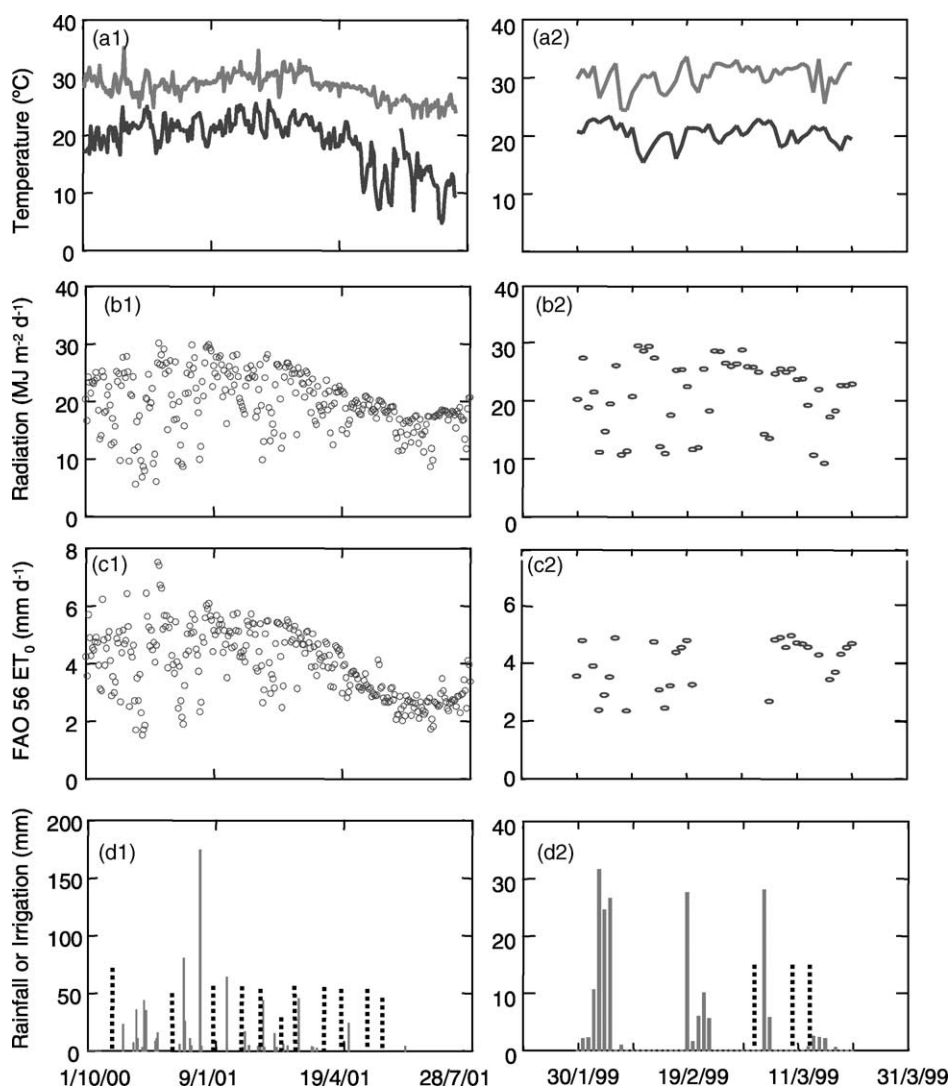 40
(a1)
30
20
10
0
Temperature (ºC)
40
(a2)
30
20
10
0
40
(b1)
30
20
10
0
Radiation (MJ m⁻² d⁻¹)
40
(b2)
30
20
10
0
8
(c1)
6
4
2
0
FAO 56 ET₀ (mm d⁻¹)
8
(c2)
6
4
2
0
200
(d1)
150
100
50
0
Rainfall or Irrigation (mm)
1/10/00 9/1/01 19/4/01 28/7/01
40
(d2)
30
20
10
0
30/1/99 19/2/99 11/3/99 31/3/99